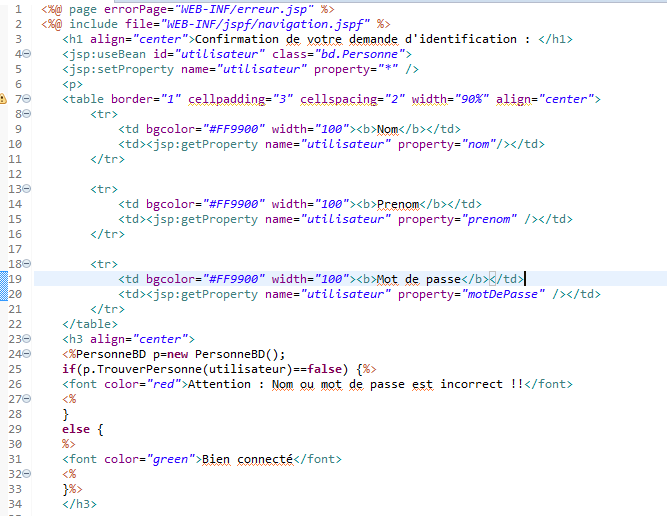 1 <%@ page errorPage="WEB-INF/erreur.jsp" %>
2 <%@ include file="WEB-INF/jspf/navigation.jspf" %>
3 <h1 align="center">Confirmation de votre demande d'identification : </h1>
4 <jsp:useBean id="utilisateur" class="bd.Personne">
5 <jsp:setProperty name="utilisateur" property="*" />
6 <p>
7 <table border="1" cellpadding="3" cellspacing="2" width="90%" align="center">
8 <tr>
9 <td bgcolor="#FF9900" width="100"><b>Nom</b></td>
10 <td><jsp:getProperty name="utilisateur" property="nom"/></td>
11 </tr>
12
13 <tr>
14 <td bgcolor="#FF9900" width="100"><b>Prenom</b></td>
15 <td><jsp:getProperty name="utilisateur" property="prenom" /></td>
16 </tr>
17
18 <tr>
19 <td bgcolor="#FF9900" width="100"><b>Mot de passe</b></td>
20 <td><jsp:getProperty name="utilisateur" property="motDePasse" /></td>
21 </tr>
22 </table>
23 <h3 align="center">
24 <%PersonneBD p=new PersonneBD();
25 if(p.TrouverPersonne(utilisateur)==false) {%>
26 <font color="red">Attention : Nom ou mot de passe est incorrect !!</font>
27 <%
28 }
29 else {
30 %>
31 <font color="green">Bien connecté</font>
32 <%
33 }%>
34 </h3>